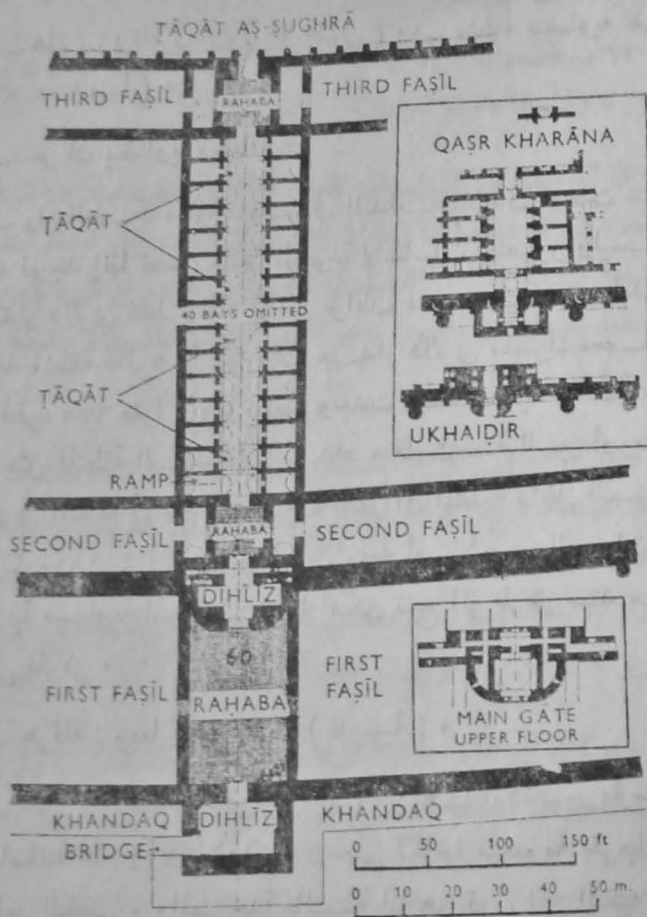 ṬĀQĀT AṢ-ṢUGHRĀ
THIRD FAṢĪL
RAHABA
THIRD FAṢĪL
QAṢR KHARĀNA
ṬĀQĀT
40 BAYS OMITTED
ṬĀQĀT
UKHAIḌIR
RAMP
SECOND FAṢĪL
RAHABA
SECOND FAṢĪL
DIHLĪZ
60
FIRST FAṢĪL
RAḤABA
FIRST
FAṢĪL
MAIN GATE
UPPER FLOOR
KHANDAQ
DIHLĪZ
KHANDAQ
BRIDGE
0 50 100 150 ft
0 10 20 30 40 50 m.